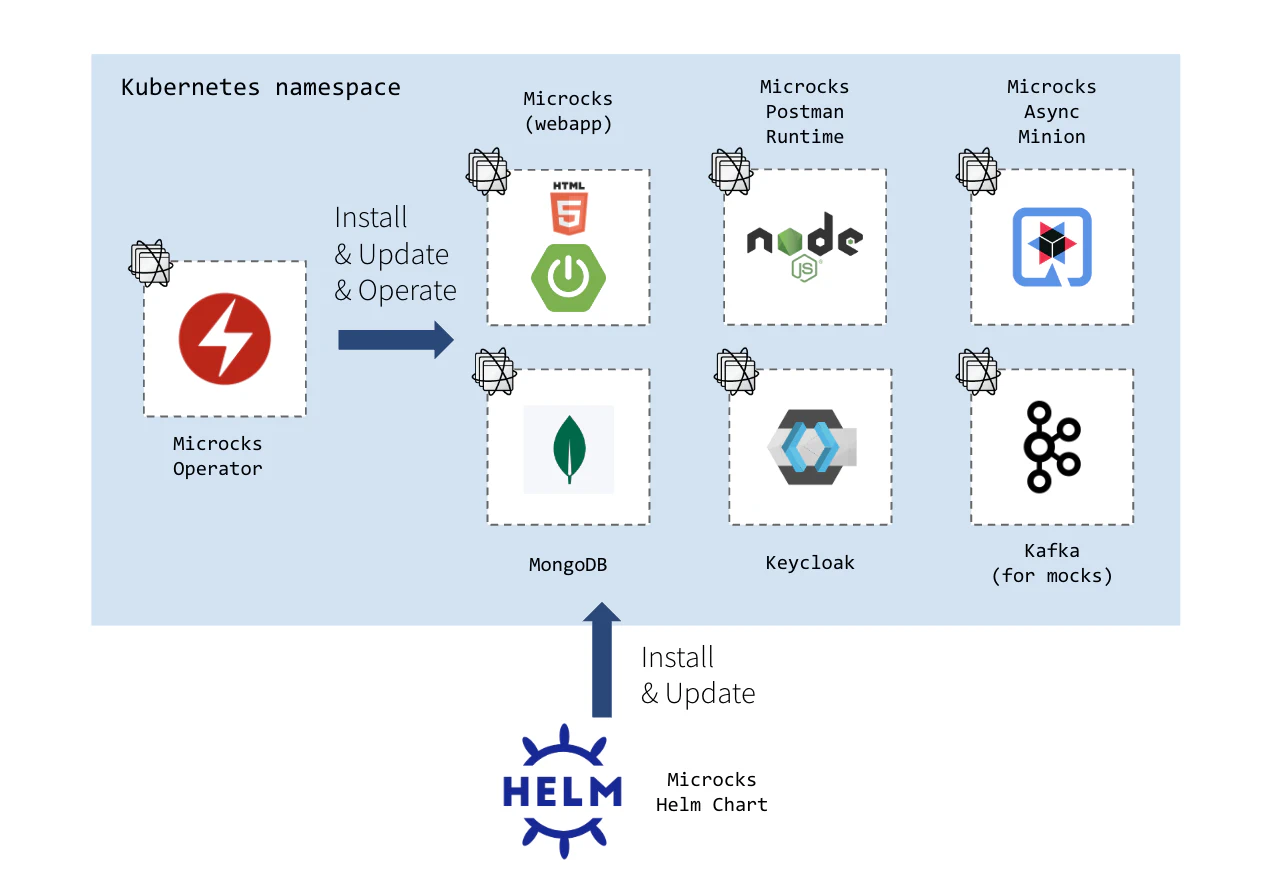 Kubernetes namespace
Microcks
(webapp)
Microcks
Postman
Runtime
Microcks
Async
Minion
HTML
5
node
JS
Install
& Update
& Operate
Microcks
Operator
MongoDB
Keycloak
Kafka
(for mocks)
Install
& Update
HELM
Microcks
Helm Chart